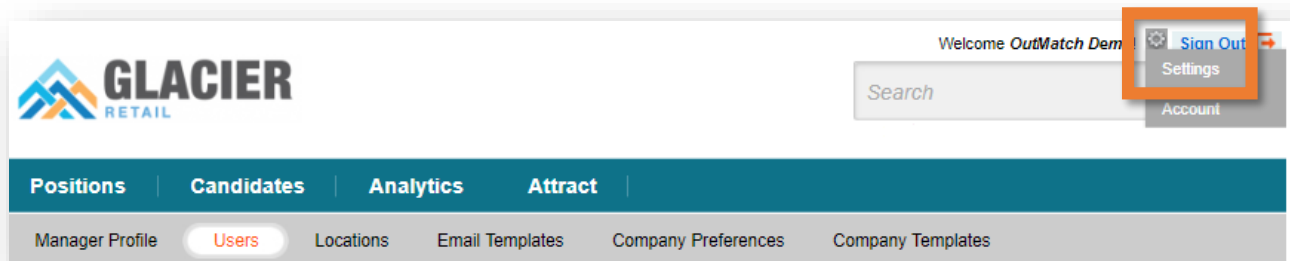 Welcome OutMatch Dem ! Sign Out
GLACIER
RETAIL
Search
Settings
Account
Positions Candidates Analytics Attract
Manager Profile Users Locations Email Templates Company Preferences Company Templates